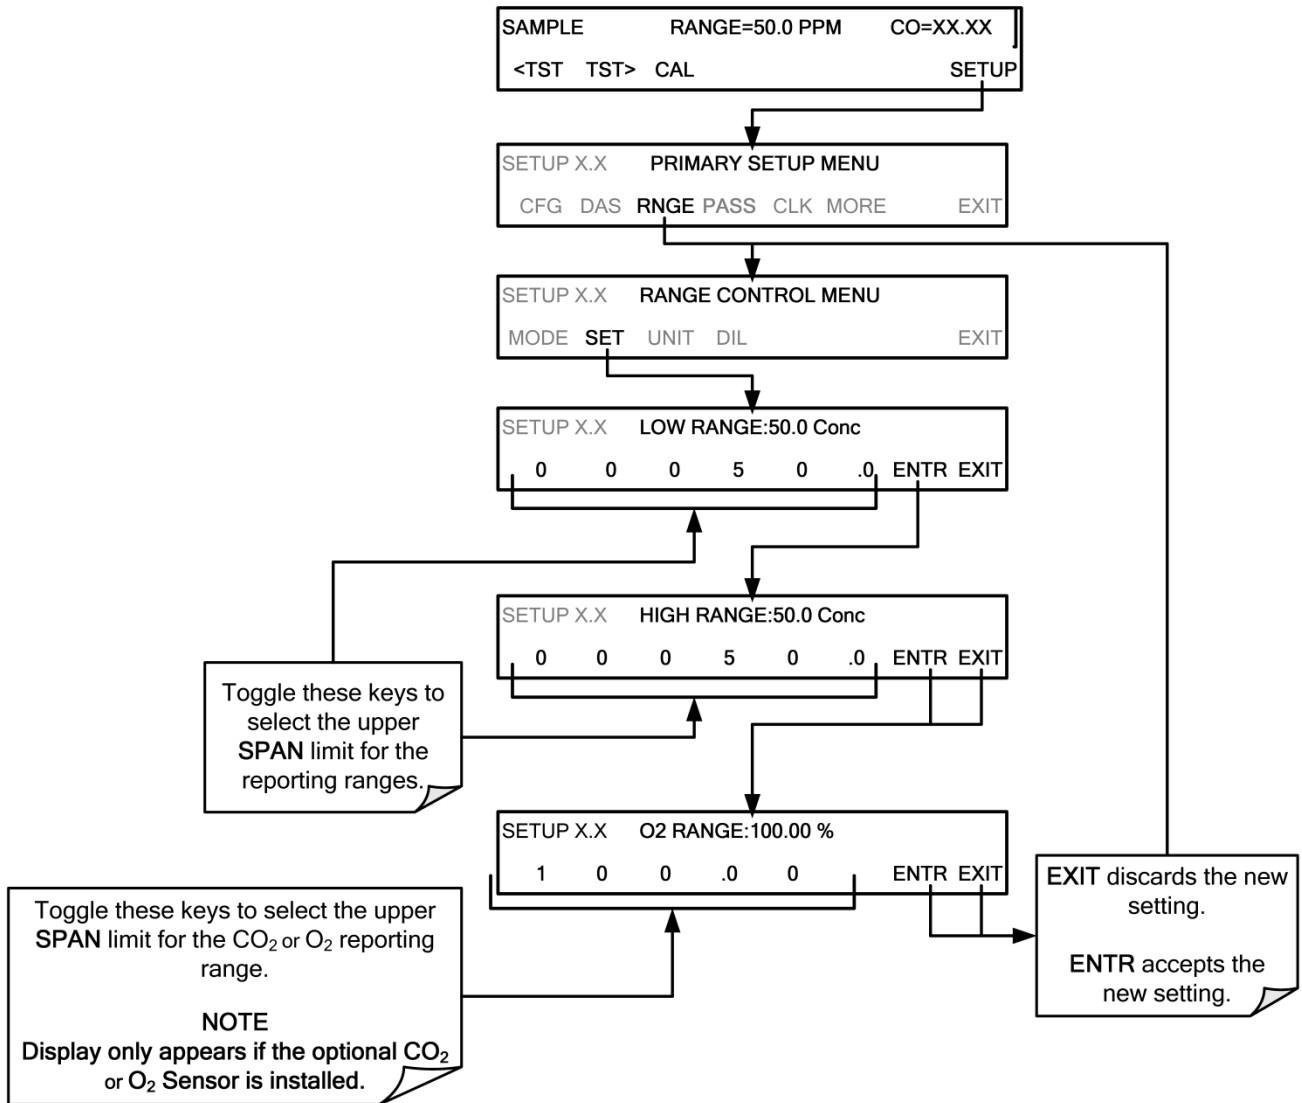 SAMPLE RANGE=50.0 PPM CO=XX.XX
<TST TST> CAL SETUP
SETUP X.X PRIMARY SETUP MENU
CFG DAS RNGE PASS CLK MORE EXIT
SETUP X.X RANGE CONTROL MENU
MODE SET UNIT DIL EXIT
SETUP X.X LOW RANGE:50.0 Conc
0 0 0 5 0 .0 ENTR EXIT
SETUP X.X HIGH RANGE:50.0 Conc
0 0 0 5 0 .0 ENTR EXIT
Toggle these keys to
select the upper
SPAN limit for the
reporting ranges.
SETUP X.X O2 RANGE:100.00 %
1 0 0 .0 0 ENTR EXIT
Toggle these keys to select the upper
SPAN limit for the CO₂ or O₂ reporting
range.
NOTE
Display only appears if the optional CO₂
or O₂ Sensor is installed.
EXIT discards the new
setting.
ENTR accepts the
new setting.